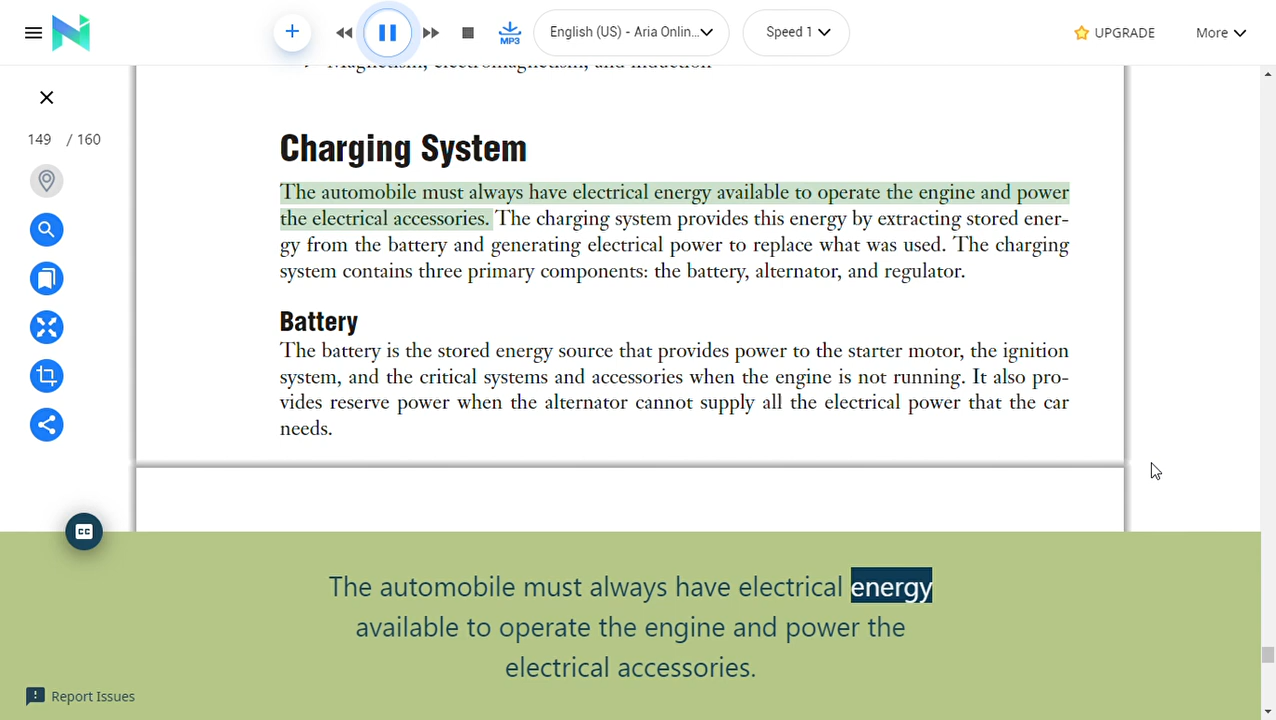 MP3
English (US) - Aria Onlin...
Speed 1
UPGRADE
More
149 / 160
Magnetism, electromagnetism, and induction
Charging System
The automobile must always have electrical energy available to operate the engine and power
the electrical accessories. The charging system provides this energy by extracting stored ener-
gy from the battery and generating electrical power to replace what was used. The charging
system contains three primary components: the battery, alternator, and regulator.
Battery
The battery is the stored energy source that provides power to the starter motor, the ignition
system, and the critical systems and accessories when the engine is not running. It also pro-
vides reserve power when the alternator cannot supply all the electrical power that the car
needs.
CC
The automobile must always have electrical energy
available to operate the engine and power the
electrical accessories.
Report Issues